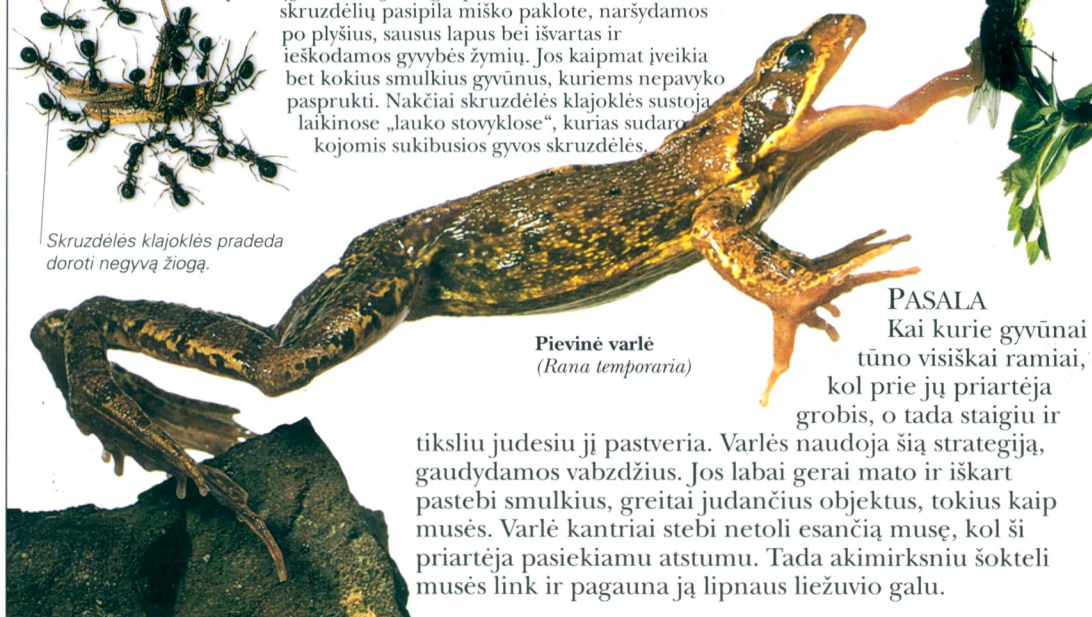 skruzdėlių pasipila miško paklote, naršydamos
po plyšius, sausus lapus bei išvartas ir
ieškodamos gyvybės žymių. Jos kaipmat įveikia
bet kokius smulkius gyvūnus, kuriems nepavyko
pasprukti. Nakčiai skruzdėlės klajoklės sustoja
laikinose „lauko stovyklose“, kurias sudaro
kojomis sukibusios gyvos skruzdėlės.
Skruzdėlės klajoklės pradeda
doroti negyvą žiogą.
Pievinė varlė
(Rana temporaria)
PASALA
Kai kurie gyvūnai
tūno visiškai ramiai,
kol prie jų priartėja
grobis, o tada staigiu ir
tiksliu judesiu jį pastveria. Varlės naudoja šią strategiją,
gaudydamos vabzdžius. Jos labai gerai mato ir iškart
pastebi smulkius, greitai judančius objektus, tokius kaip
musės. Varlė kantriai stebi netoli esančią musę, kol ši
priartėja pasiekiamu atstumu. Tada akimirksniu šokteli
musės link ir pagauna ją lipnaus liežuvio galu.